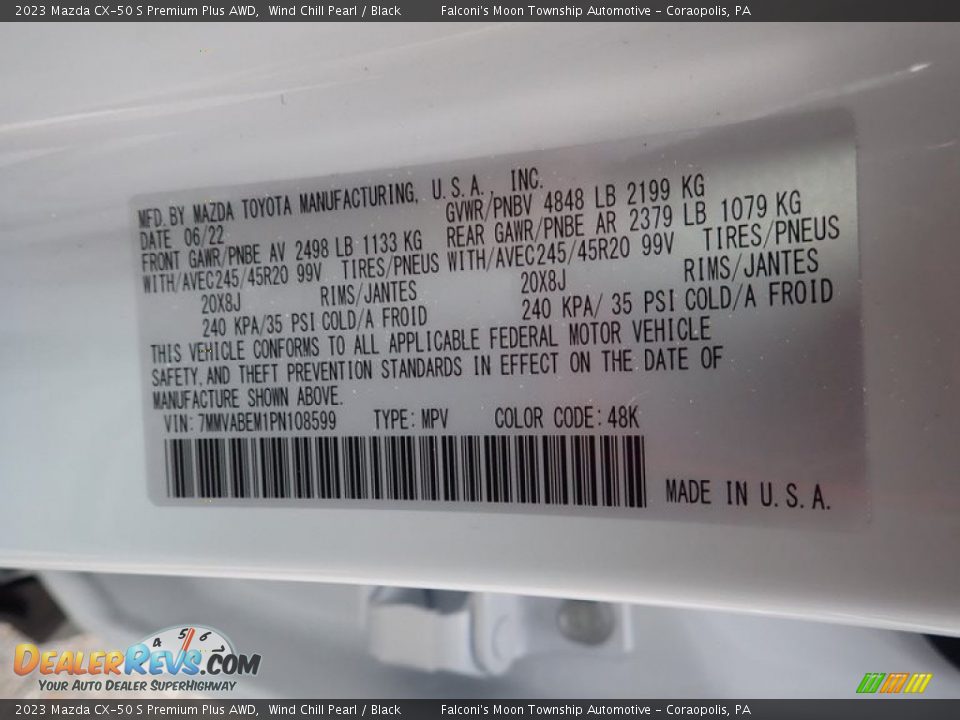 2023 Mazda CX-50 S Premium Plus AWD, Wind Chill Pearl / Black Falconi's Moon Township Automotive - Coraopolis, PA
MFD. BY MAZDA TOYOTA MANUFACTURING, U.S.A., INC.
DATE 06/22 GVWR/PNBV 4848 LB 2199 KG
FRONT GAWR/PNBE AV 2498 LB 1133 KG REAR GAWR/PNBE AR 2379 LB 1079 KG
WITH/AVEC245/45R20 99V TIRES/PNEUS WITH/AVEC245/45R20 99V TIRES/PNEUS
20X8J RIMS/JANTES 20X8J RIMS/JANTES
240 KPA/35 PSI COLD/A FROID 240 KPA/ 35 PSI COLD/A FROID
THIS VEHICLE CONFORMS TO ALL APPLICABLE FEDERAL MOTOR VEHICLE
SAFETY, AND THEFT PREVENTION STANDARDS IN EFFECT ON THE DATE OF
MANUFACTURE SHOWN ABOVE.
VIN: 7MMVABEM1PN108599 TYPE: MPV COLOR CODE: 48K
MADE IN U.S.A.
4 5 6
DealerRevs.com
Your Auto Dealer SuperHighway
2023 Mazda CX-50 S Premium Plus AWD, Wind Chill Pearl / Black Falconi's Moon Township Automotive - Coraopolis, PA